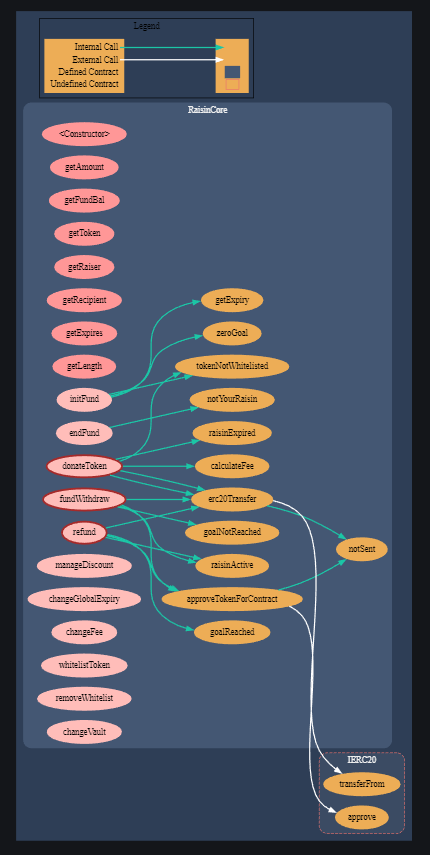 Legend
Internal Call
External Call
Defined Contract
Undefined Contract
RaisinCore
<Constructor>
getAmount
getFundBal
getToken
getRaiser
getRecipient
getExpiry
getExpires
zeroGoal
getLength
tokenNotWhitelisted
initFund
notYourRaisin
endFund
raisinExpired
donateToken
calculateFee
fundWithdraw
erc20Transfer
refund
goalNotReached
notSent
manageDiscount
raisinActive
changeGlobalExpiry
approveTokenForContract
changeFee
goalReached
whitelistToken
removeWhitelist
changeVault
IERC20
transferFrom
approve